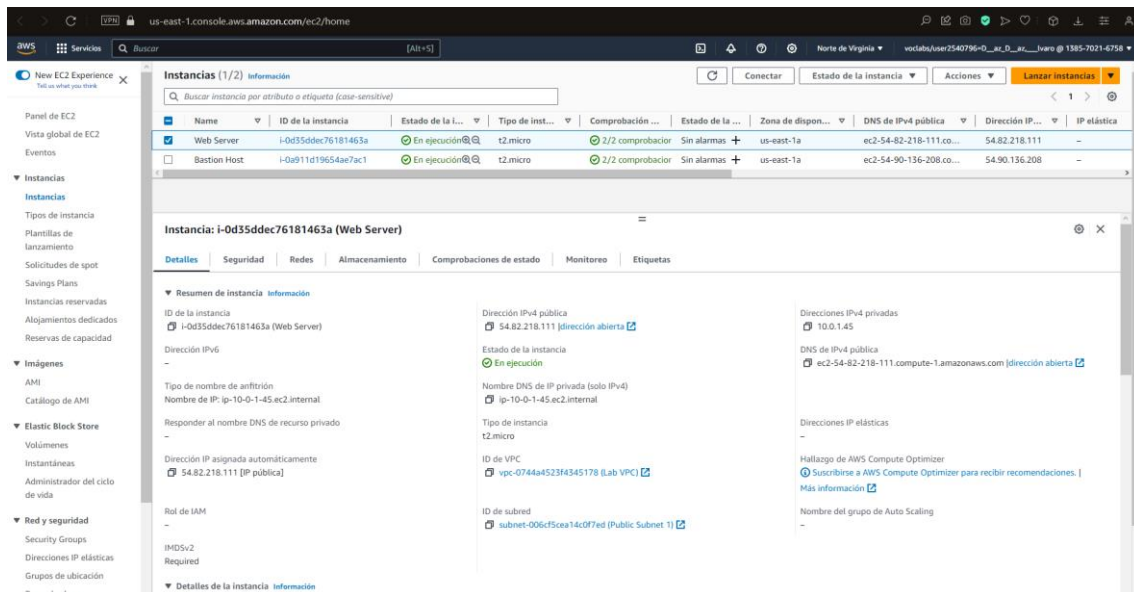 VPN us-east-1.console.aws.amazon.com/ec2/home
aws Servicios Buscar [Alt+S] Norte de Virginia voclabs/user2540796=D__az_D__az,___lvaro @ 1385-7021-6758
New EC2 Experience
Tell us what you think
Panel de EC2
Vista global de EC2
Eventos
Instancias
Instancias
Tipos de instancia
Plantillas de
lanzamiento
Solicitudes de spot
Savings Plans
Instancias reservadas
Alojamientos dedicados
Reservas de capacidad
Imágenes
AMI
Catálogo de AMI
Elastic Block Store
Volúmenes
Instantáneas
Administrador del ciclo
de vida
Red y seguridad
Security Groups
Direcciones IP elásticas
Grupos de ubicación
Instancias (1/2) Información
Conectar Estado de la instancia Acciones Lanzar instancias
Buscar instancia por atributo o etiqueta (case-sensitive)
1
Name ID de la instancia Estado de la i... Tipo de inst... Comprobación ... Estado de la ... Zona de dispon... DNS de IPv4 pública Dirección IP... IP elástica
Web Server i-0d35ddec76181463a En ejecución t2.micro 2/2 comprobacior Sin alarmas + us-east-1a ec2-54-82-218-111.co... 54.82.218.111 –
Bastion Host i-0a911d19654ae7ac1 En ejecución t2.micro 2/2 comprobacior Sin alarmas + us-east-1a ec2-54-90-136-208.co... 54.90.136.208 –
Instancia: i-0d35ddec76181463a (Web Server)
Detalles Seguridad Redes Almacenamiento Comprobaciones de estado Monitoreo Etiquetas
Resumen de instancia Información
ID de la instancia
i-0d35ddec76181463a (Web Server)
Dirección IPv4 pública
54.82.218.111 |dirección abierta
Direcciones IPv4 privadas
10.0.1.45
Dirección IPv6
–
Estado de la instancia
En ejecución
DNS de IPv4 pública
ec2-54-82-218-111.compute-1.amazonaws.com |dirección abierta
Tipo de nombre de anfitrión
Nombre de IP: ip-10-0-1-45.ec2.internal
Nombre DNS de IP privada (solo IPv4)
ip-10-0-1-45.ec2.internal
Responder al nombre DNS de recurso privado
–
Tipo de instancia
t2.micro
Direcciones IP elásticas
–
Dirección IP asignada automáticamente
54.82.218.111 [IP pública]
ID de VPC
vpc-0744a4523f4345178 (Lab VPC)
Hallazgo de AWS Compute Optimizer
Suscribirse a AWS Compute Optimizer para recibir recomendaciones. |
Más información
Rol de IAM
–
ID de subred
subnet-006cf5cea14c0f7ed (Public Subnet 1)
Nombre del grupo de Auto Scaling
–
IMDSv2
Required
Detalles de la instancia Información